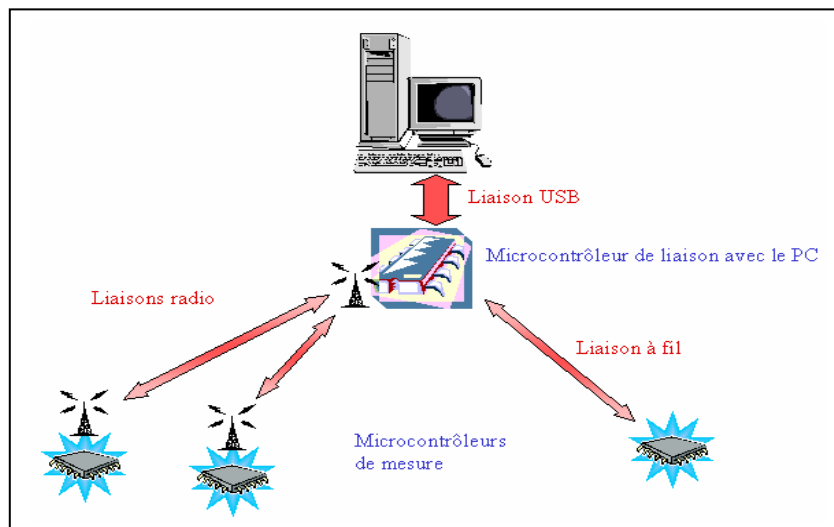 Liaison USB
Microcontrôleur de liaison avec le PC
Liaisons radio
Liaison à fil
Microcontrôleurs
de mesure